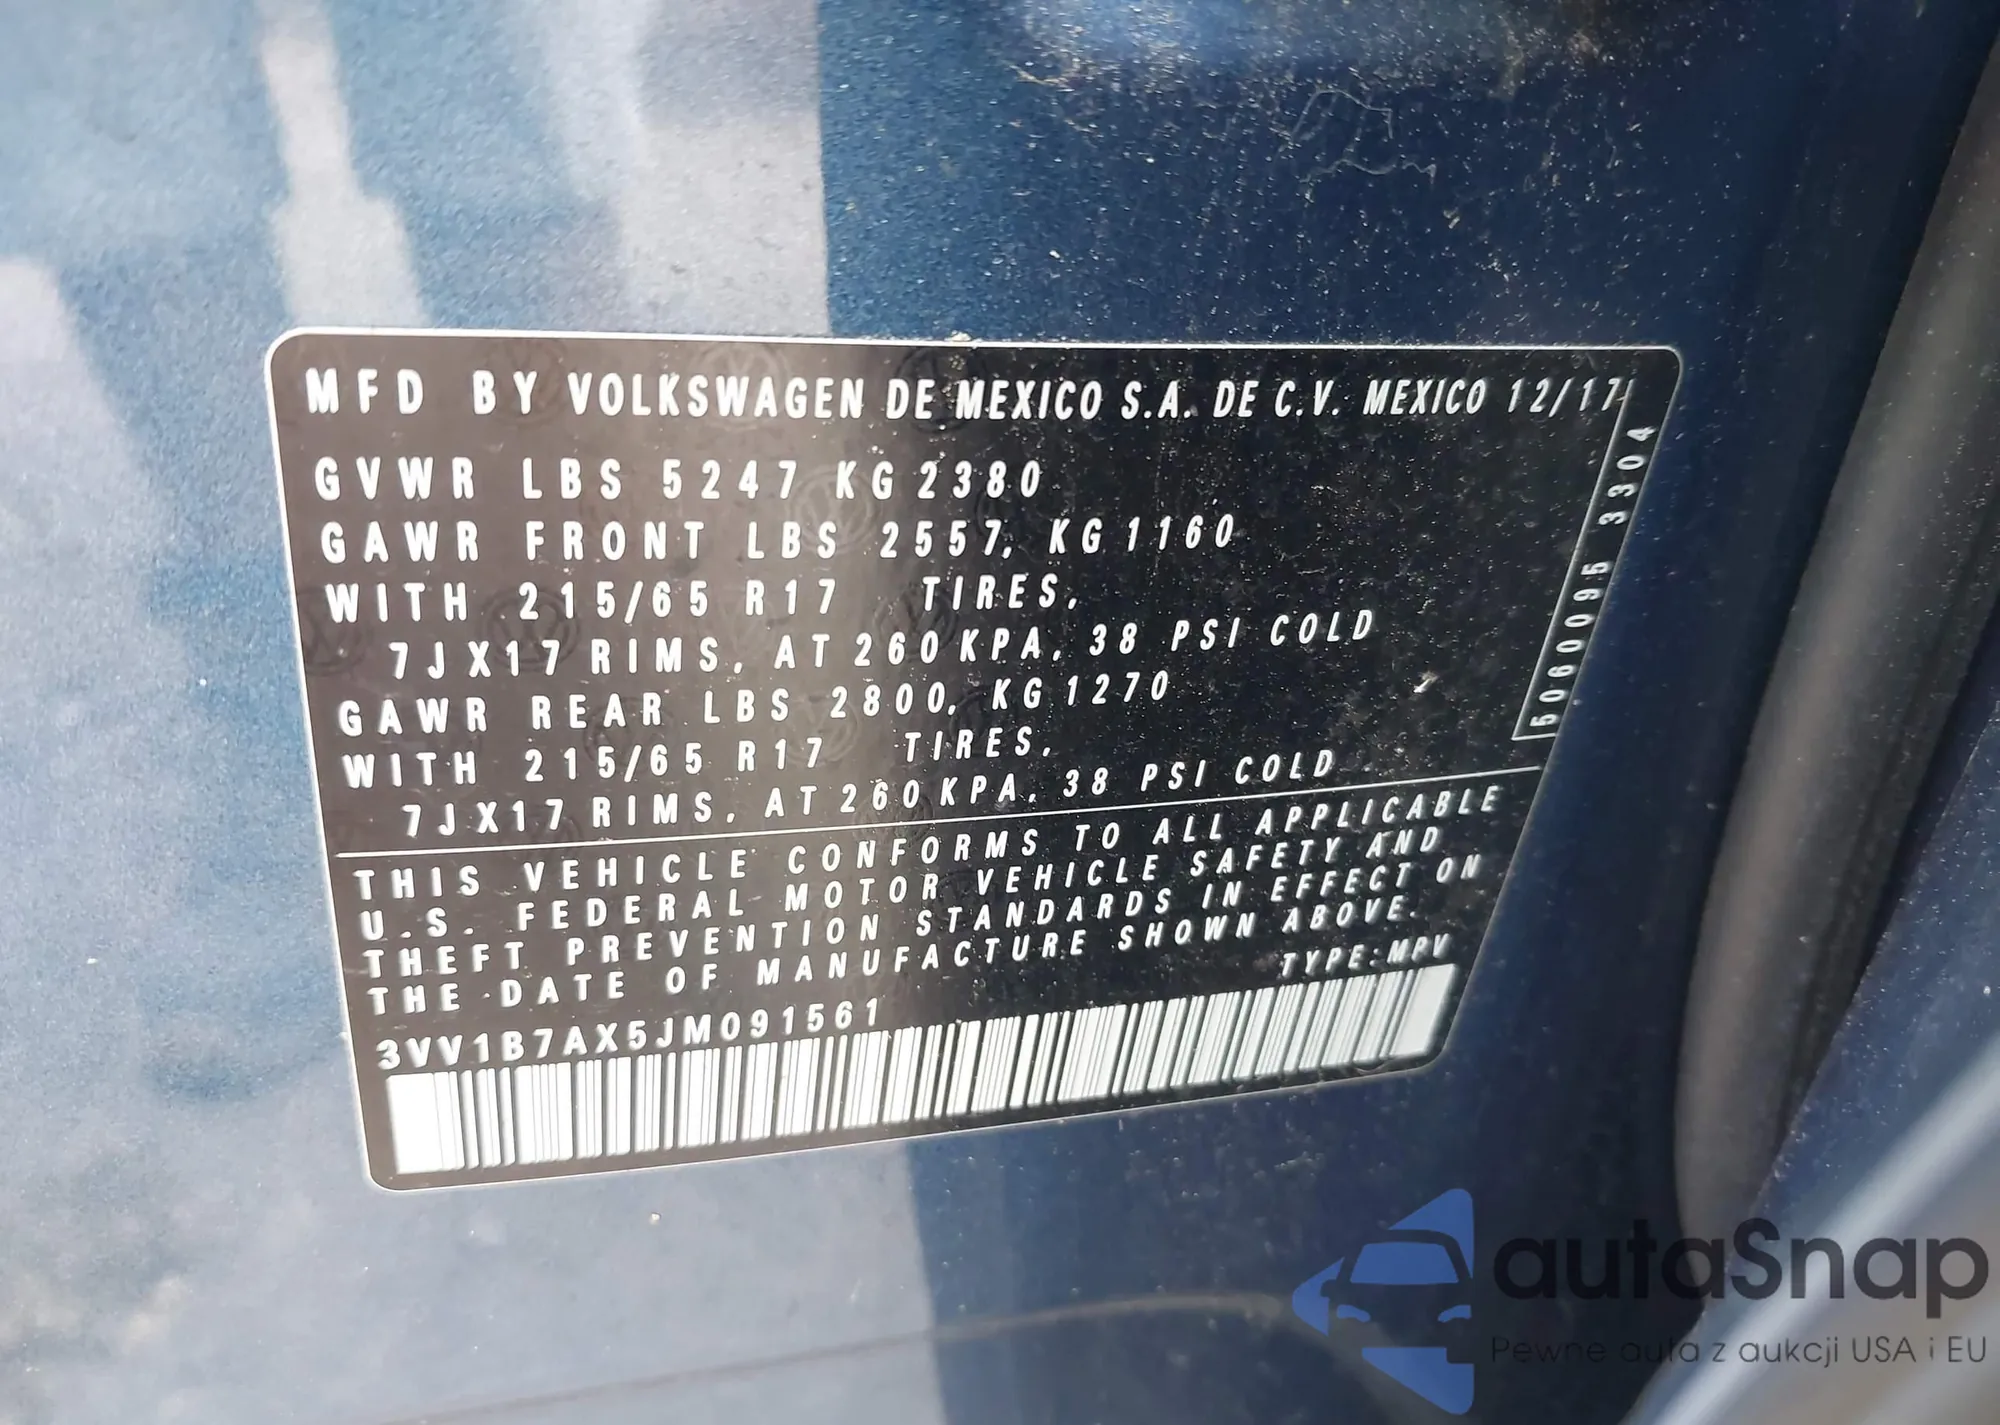 MFD BY VOLKSWAGEN DE MEXICO S.A. DE C.V. MEXICO 12/17
GVWR LBS 5247 KG 2380
GAWR FRONT LBS 2557, KG 1160
WITH 215/65 R17 TIRES,
7JX17 RIMS, AT 260 KPA, 38 PSI COLD
GAWR REAR LBS 2800, KG 1270
WITH 215/65 R17 TIRES,
7JX17 RIMS, AT 260 KPA, 38 PSI COLD
5060095 3304
THIS VEHICLE CONFORMS TO ALL APPLICABLE
U.S. FEDERAL MOTOR VEHICLE SAFETY AND
THEFT PREVENTION STANDARDS IN EFFECT ON
THE DATE OF MANUFACTURE SHOWN ABOVE.
TYPE: MPV
3VV1B7AX5JM091561
autaSnap
Pewne auta z aukcji USA i EU